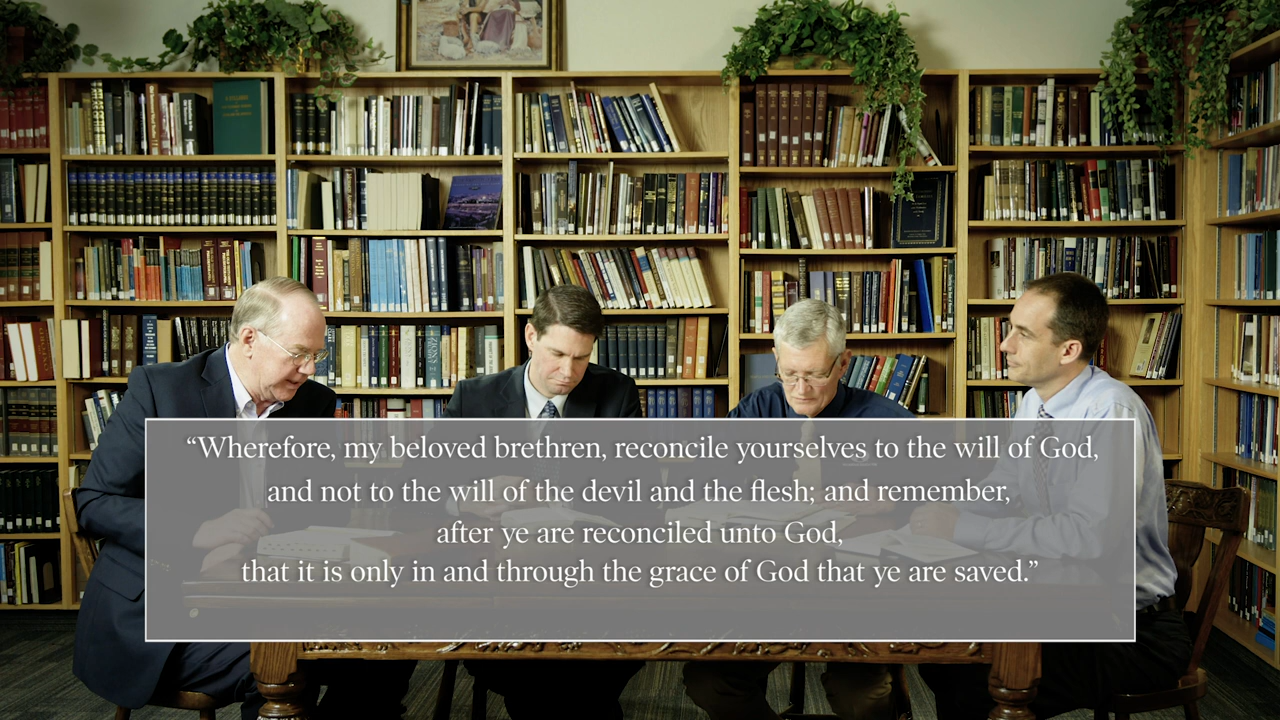 “Wherefore, my beloved brethren, reconcile yourselves to the will of God,
and not to the will of the devil and the flesh; and remember,
after ye are reconciled unto God,
that it is only in and through the grace of God that ye are saved.”